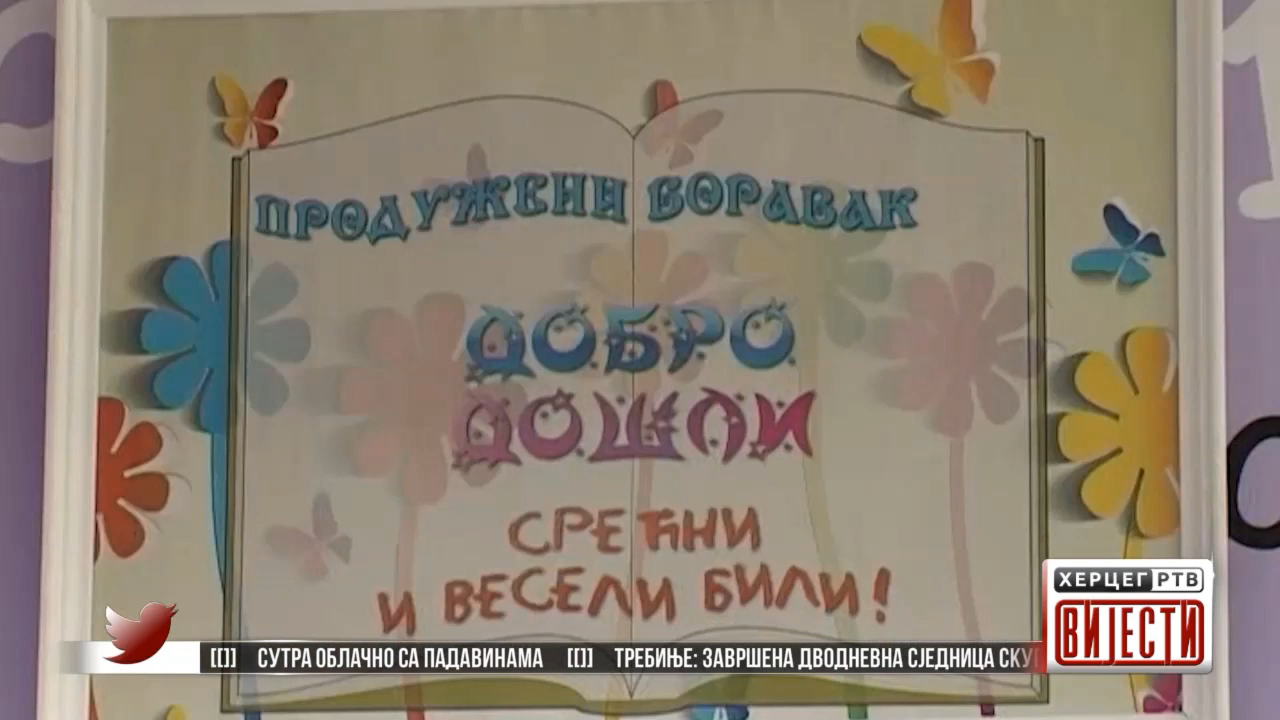 ПРОДУЖЕНИ БОРАВАК
ДОБРО
ДОШЛИ
СРЕЋНИ
И ВЕСЕЛИ БИЛИ!
ХЕРЦЕГ РТВ
ВИЈЕСТИ
СУТРА ОБЛАЧНО СА ПАДАВИНАМА ТРЕБИЊЕ: ЗАВРШЕНА ДВОДНЕВНА СЈЕДНИЦА